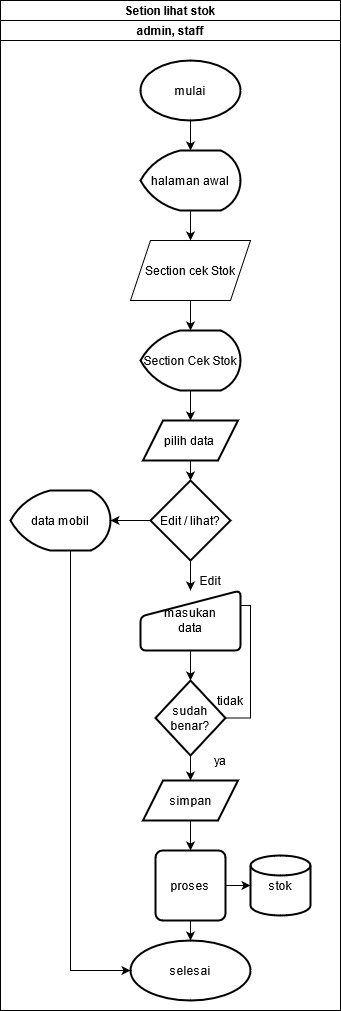 Setion lihat stok
admin, staff
mulai
halaman awal
Section cek Stok
Section Cek Stok
pilih data
Edit / lihat?
data mobil
Edit
masukan
data
tidak
sudah
benar?
ya
simpan
proses
stok
selesai